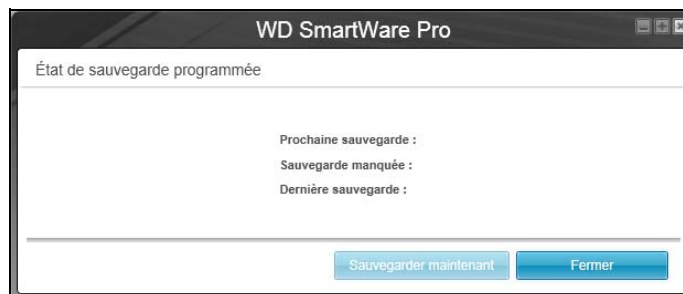 WD SmartWare Pro
État de sauvegarde programmée
Prochaine sauvegarde :
Sauvegarde manquée :
Dernière sauvegarde :
Sauvegarder maintenant
Fermer